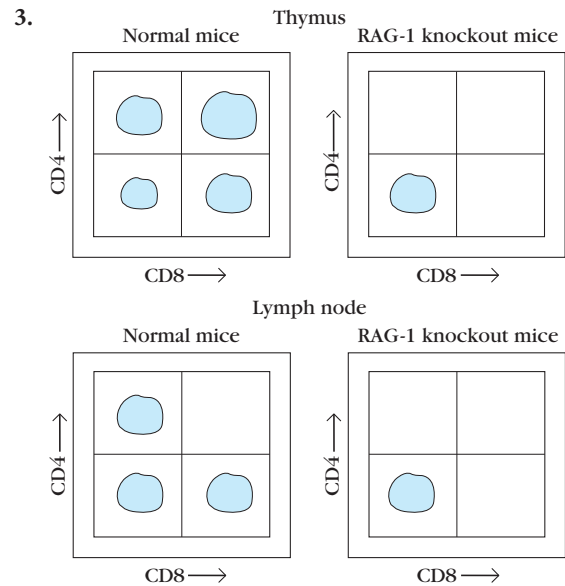 3.
Thymus
Normal mice
RAG-1 knockout mice
CD4
CD8
CD4
CD8
Lymph node
Normal mice
RAG-1 knockout mice
CD4
CD8
CD4
CD8